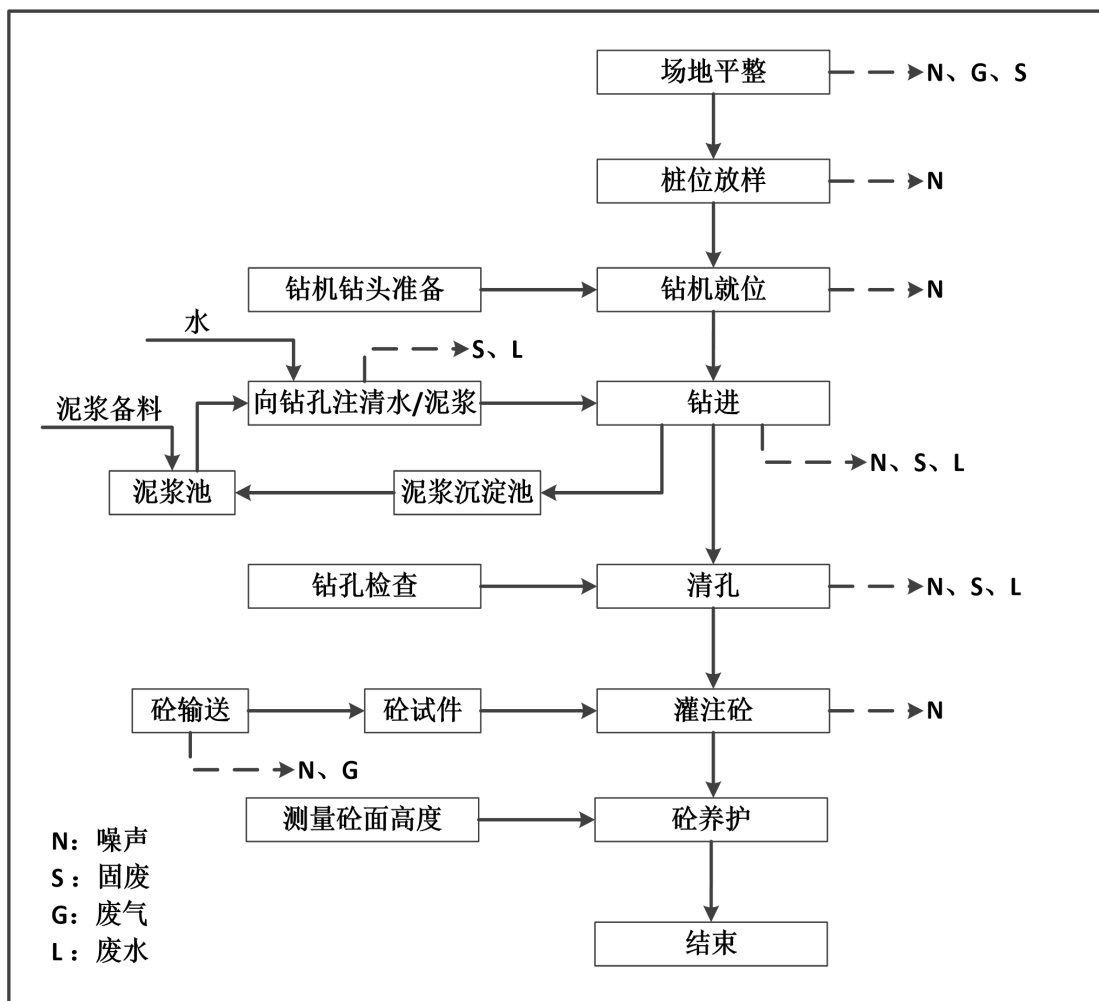 场地平整
N、G、S
桩位放样
N
钻机钻头准备
钻机就位
N
水
S、L
泥浆备料
向钻孔注清水/泥浆
钻进
N、S、L
泥浆池
泥浆沉淀池
钻孔检查
清孔
N、S、L
砼输送
砼试件
灌注砼
N
N、G
测量砼面高度
砼养护
N：噪声
S：固废
G：废气
L：废水
结束